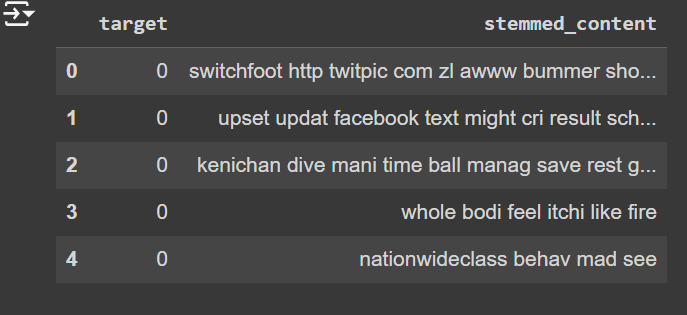 target stemmed_content
0 0 switchfoot http twitpic com zl awww bummer sho...
1 0 upset updat facebook text might cri result sch...
2 0 kenichan dive mani time ball manag save rest g...
3 0 whole bodi feel itchi like fire
4 0 nationwideclass behav mad see